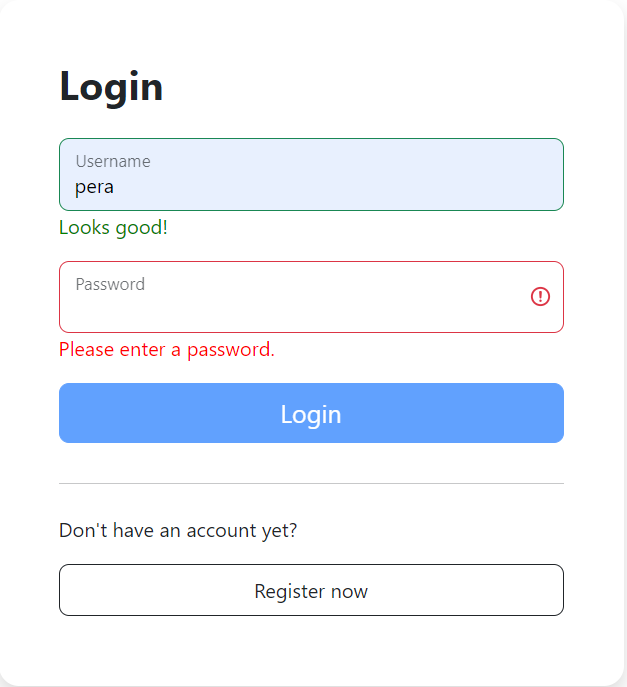 Login
Username
pera
Looks good!
Password
Please enter a password.
Login
Don't have an account yet?
Register now